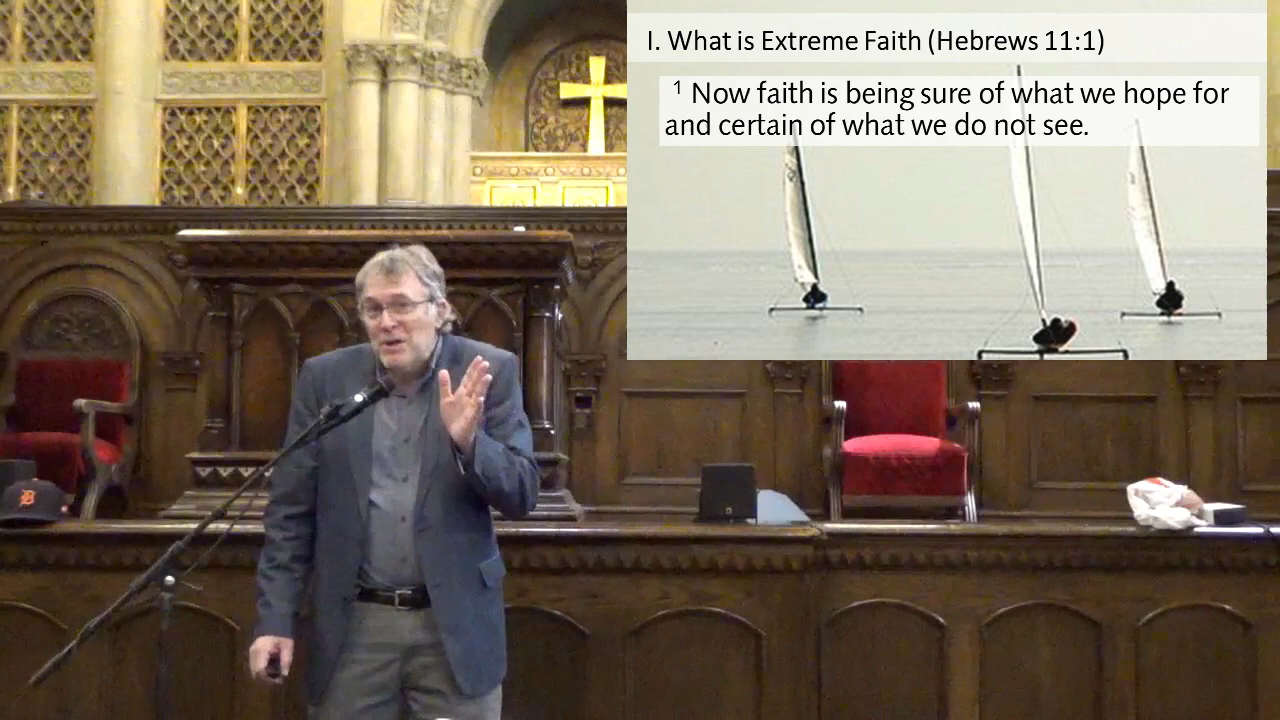 I. What is Extreme Faith (Hebrews 11:1)
1 Now faith is being sure of what we hope for
and certain of what we do not see.